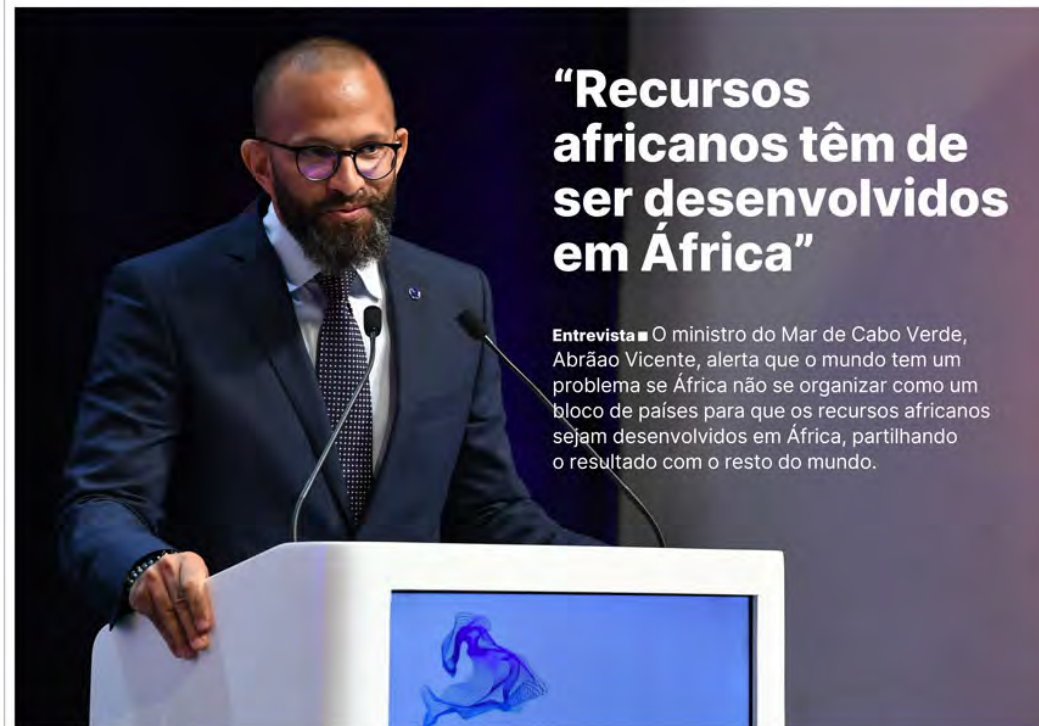 “Recursos
africanos têm de
ser desenvolvidos
em África”
Entrevista ■ O ministro do Mar de Cabo Verde,
Abrãao Vicente, alerta que o mundo tem um
problema se África não se organizar como um
bloco de países para que os recursos africanos
sejam desenvolvidos em África, partilhando
o resultado com o resto do mundo.